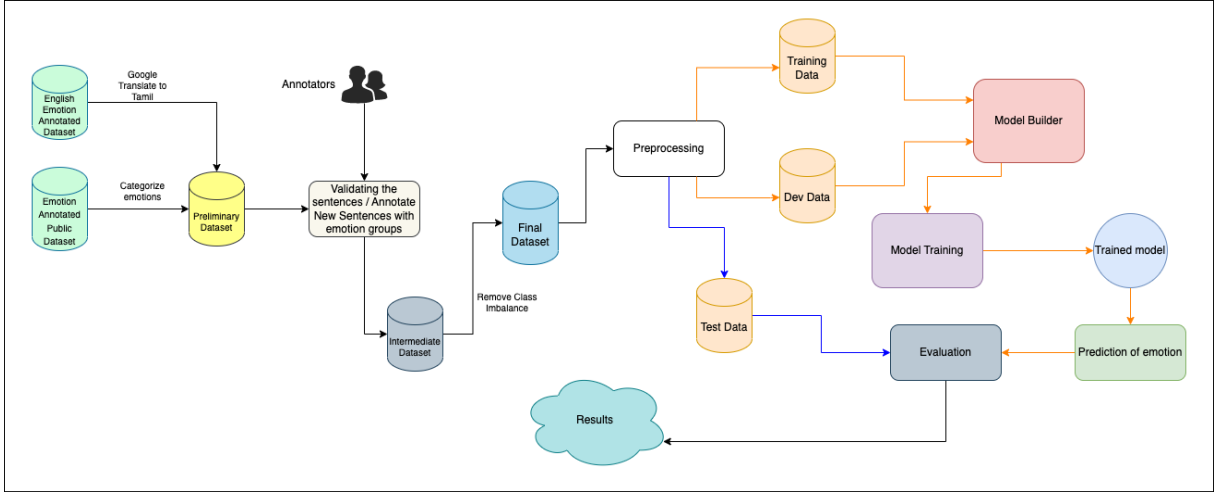 Google
Translate to
Tamil
English
Emotion
Annotated
Dataset
Categorize
emotions
Emotion
Annotated
Public
Dataset
Preliminary
Dataset
Annotators
Validating the
sentences / Annotate
New Sentences with
emotion groups
Intermediate
Dataset
Remove Class
Imbalance
Final
Dataset
Preprocessing
Training
Data
Dev Data
Test Data
Model Builder
Model Training
Trained model
Prediction of emotion
Evaluation
Results